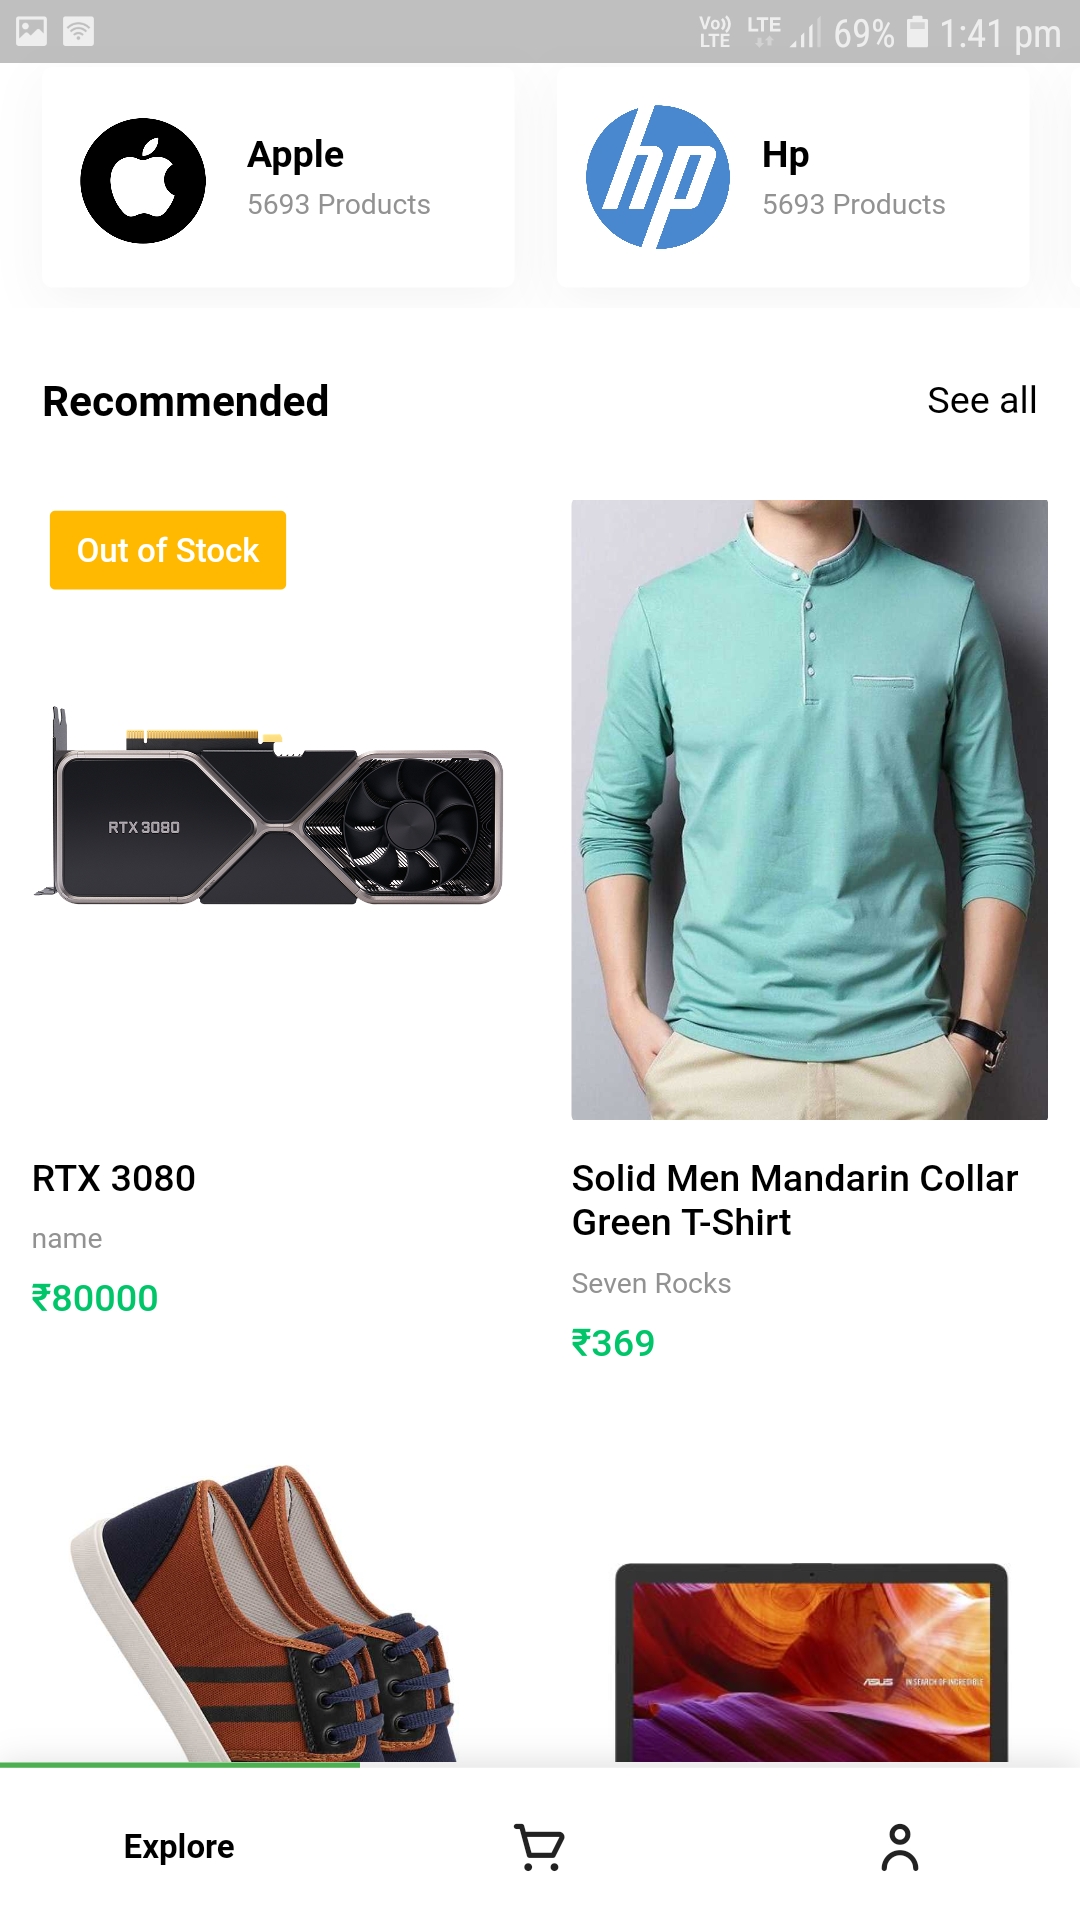 Vo)) LTE 69% 1:41 pm
LTE
Apple
5693 Products
hp
Hp
5693 Products
Recommended
See all
Out of Stock
RTX 3080
RTX 3080
name
₹80000
Solid Men Mandarin Collar
Green T-Shirt
Seven Rocks
₹369
ASUS IN SEARCH OF INCREDIBLE
Explore